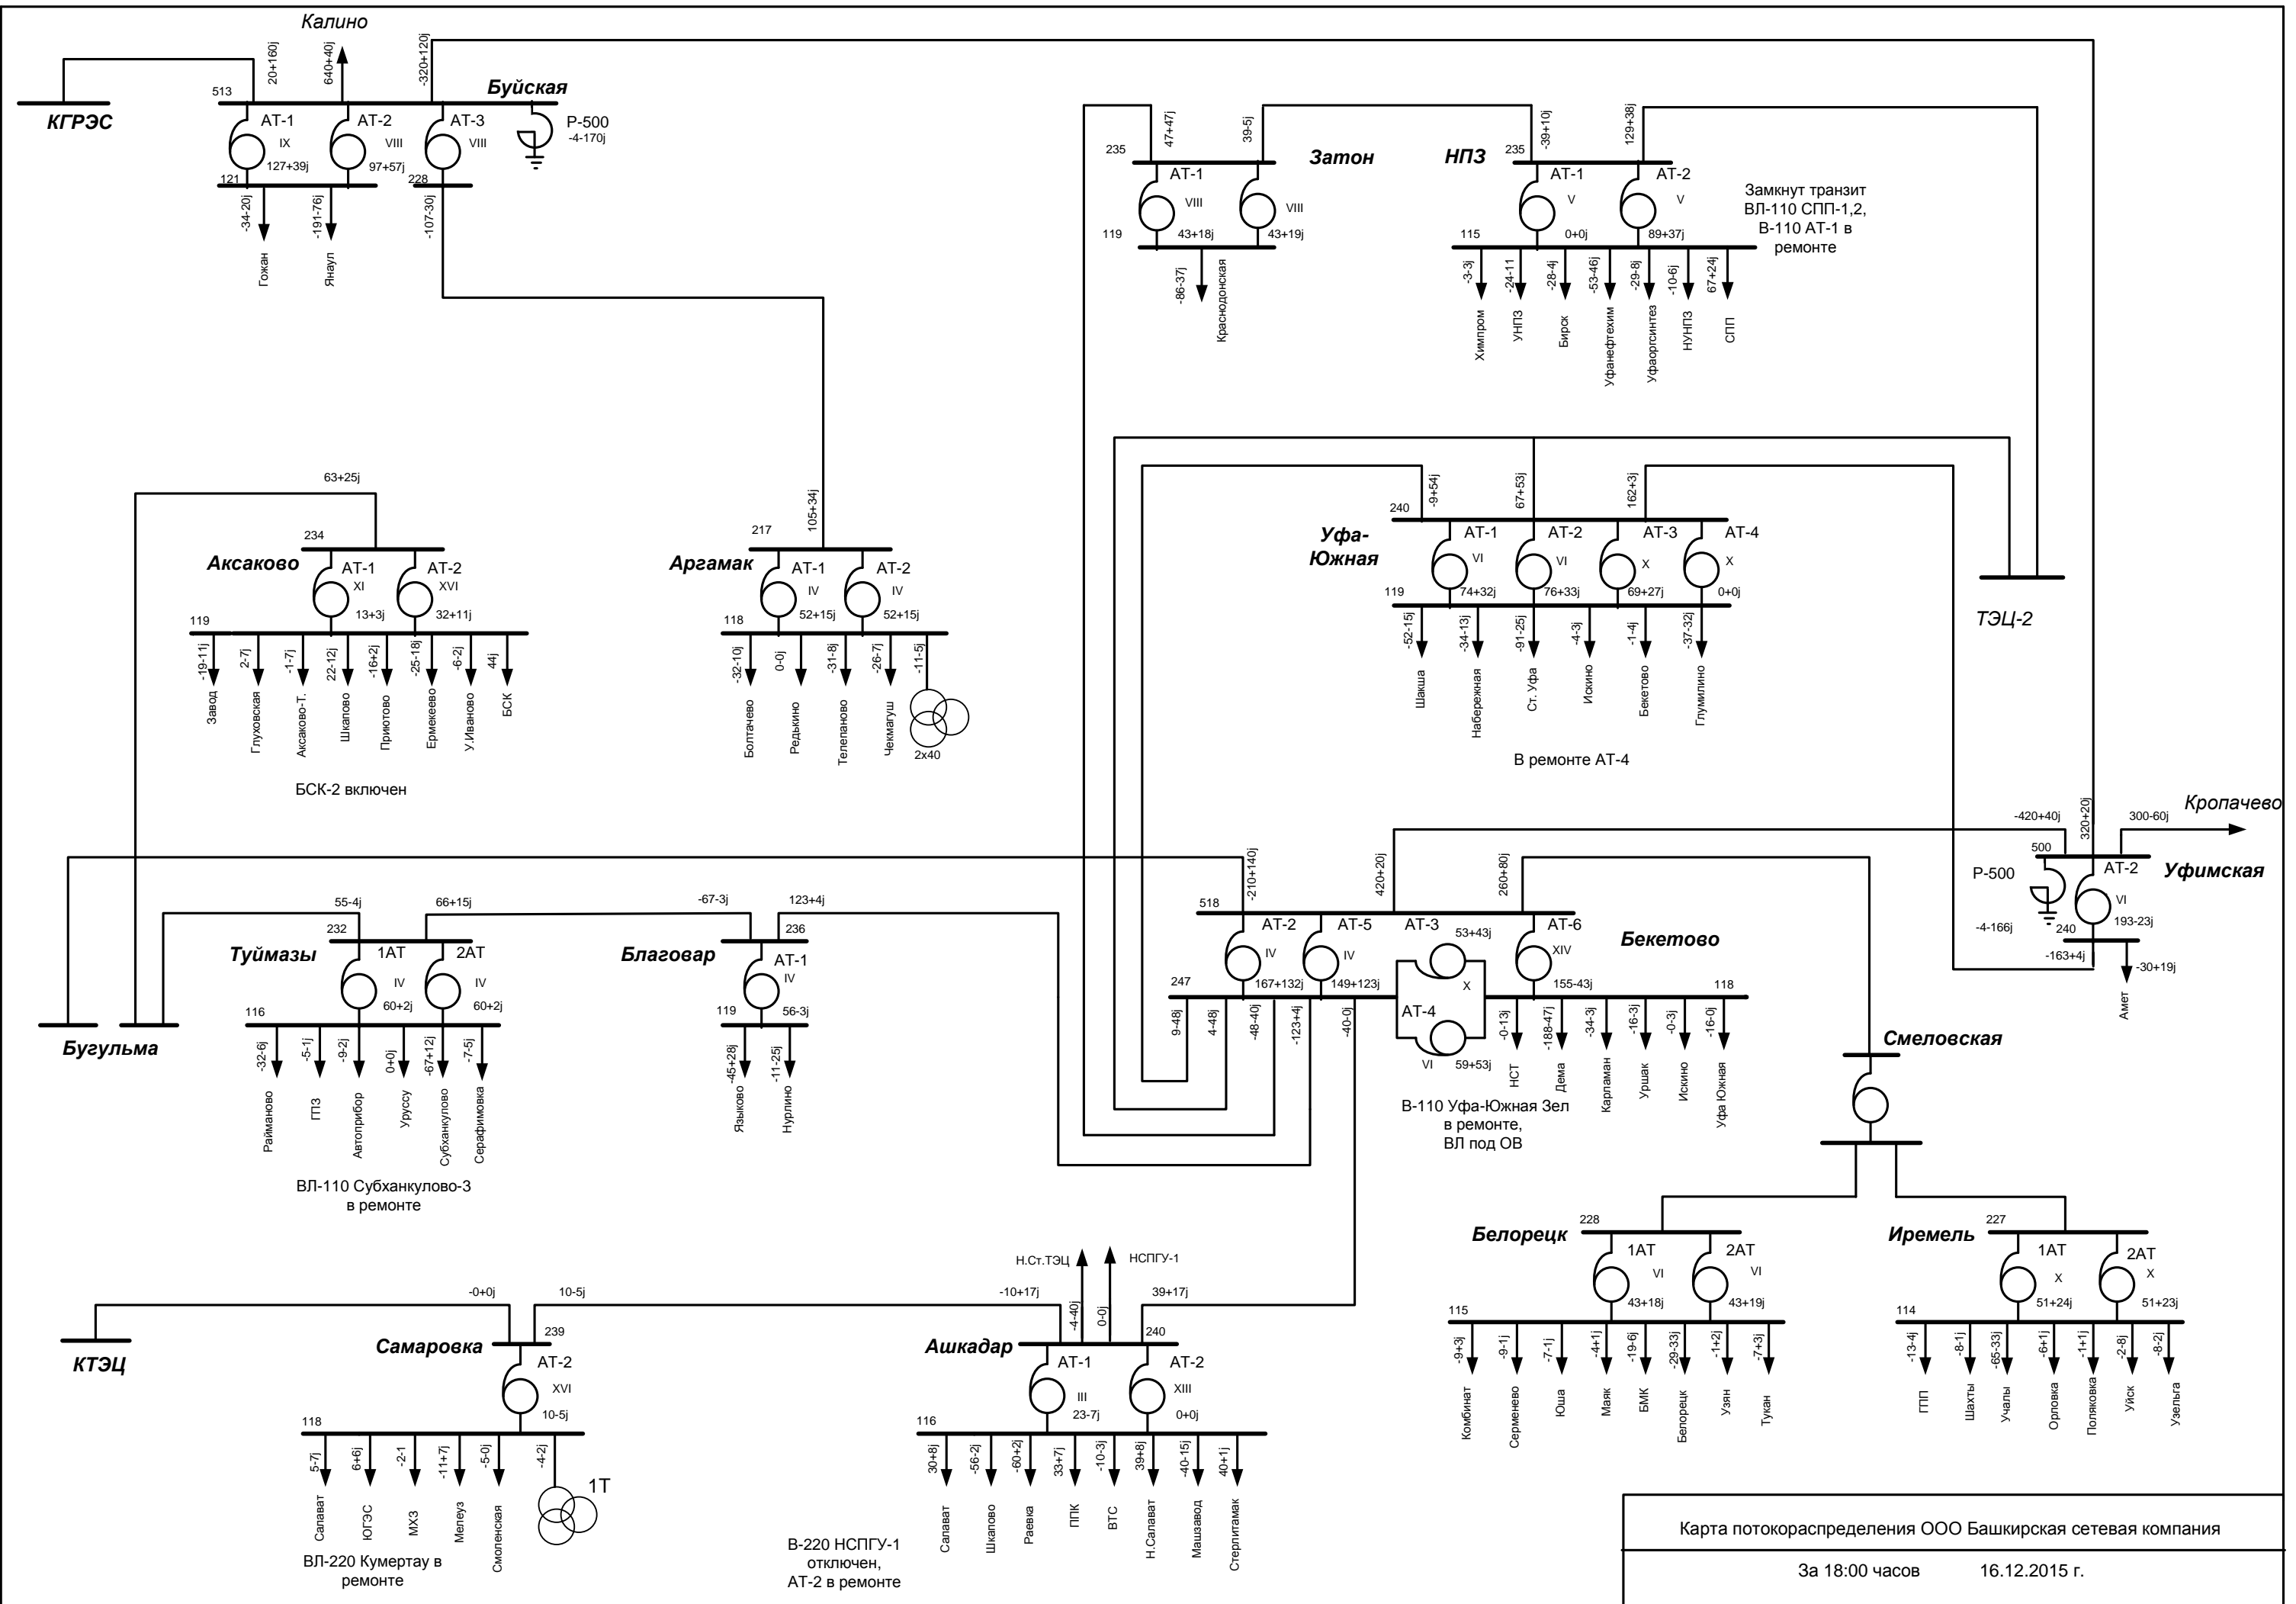 Калино
20+160j
640+40j
-320+120j
513
Буйская
КГРЭС
АТ-1
IX
127+39j
АТ-2
VIII
97+57j
АТ-3
VIII
Р-500
-4-170j
121
228
-34-20j
-191-76j
-107-30j
Гожан
Янаул
47+47j
39-5j
235
Затон
АТ-1
VIII
VIII
119
43+18j
43+19j
-86-37j
Краснодонская
-39+10j
129+38j
НПЗ
235
АТ-1
V
АТ-2
V
Замкнут транзит
ВЛ-110 СПП-1,2,
В-110 АТ-1 в
ремонте
115
0+0j
89+37j
-3-3j
-24-11
-28-4j
-53-46j
-29-8j
-10-6j
67+24j
Химпром
УНПЗ
Бирск
Уфанефтехим
Уфаоргсинтез
НУНПЗ
СПП
63+25j
234
Аксаково
АТ-1
XI
13+3j
АТ-2
XVI
32+11j
119
-19-11j
2-7j
-1-7j
22-12j
-16+2j
-25-18j
-6-2j
44j
Завод
Глуховская
Аксаково-Т.
Шкапово
Приютово
Ермекеево
У.Иваново
БСК
БСК-2 включен
105+34j
217
Аргамак
АТ-1
IV
52+15j
АТ-2
IV
52+15j
118
-32-10j
0-0j
-31-8j
-26-7j
-11-5j
Болтачево
Редькино
Телепаново
Чекмагуш
2х40
-9+54j
67+53j
162+3j
240
Уфа-
Южная
АТ-1
VI
74+32j
АТ-2
VI
76+33j
АТ-3
X
69+27j
АТ-4
X
0+0j
119
-52-15j
-34-13j
-91-25j
-4-3j
-1-4j
-37-32j
Шакша
Набережная
Ст. Уфа
Искино
Бекетово
Глумилино
В ремонте АТ-4
ТЭЦ-2
-420+40j
320+20j
300-60j
Кропачево
500
Р-500
-4-166j
АТ-2
VI
193-23j
Уфимская
240
-163+4j
-30+19j
Амет
55-4j
66+15j
232
Туймазы
1АТ
IV
60+2j
2АТ
IV
60+2j
116
-32-6j
-5-1j
-9-2j
0+0j
-67+12j
-7-5j
Райманово
ГПЗ
Автоприбор
Уруссу
Субханкулово
Серафимовка
ВЛ-110 Субханкулово-3
в ремонте
Бугульма
-67-3j
123+4j
236
Благовар
АТ-1
IV
119
56-3j
-45+28j
-11-25j
Языково
Нурлино
-210+140j
420+20j
260+80j
518
АТ-2
IV
167+132j
АТ-5
IV
149+123j
АТ-3
53+43j
X
АТ-4
VI
59+53j
АТ-6
XIV
155-43j
Бекетово
247
118
9-48j
4-48j
-48-40j
-123+4j
-40-0j
-0-13j
-188-47j
-34-3j
-16-3j
-0-3j
-16-0j
НСТ
Дема
Карламан
Уршак
Искино
Уфа Южная
В-110 Уфа-Южная Зел
в ремонте,
ВЛ под ОВ
Смеловская
228
Белорецк
1АТ
VI
43+18j
2АТ
VI
43+19j
115
-9+3j
-9-1j
-7-1j
-4+1j
-19-6j
-29-33j
-1+2j
-7+3j
Комбинат
Серменево
Юша
Маяк
БМК
Белорецк
Узян
Тукан
227
Иремель
1АТ
X
51+24j
2АТ
X
51+23j
114
-13-4j
-8-1j
-65-33j
-6+1j
-1+1j
-2-8j
-8-2j
ГПП
Шахты
Учалы
Орловка
Поляковка
Уйск
Узельга
-0+0j
10-5j
КТЭЦ
239
Самаровка
АТ-2
XVI
10-5j
118
5-7j
6+6j
-2-1
-11+7j
-5-0j
-4-2j
Салават
ЮГЭС
МХЗ
Мелеуз
Смоленская
1Т
ВЛ-220 Кумертау в
ремонте
Н.Ст.ТЭЦ
НСПГУ-1
-10+17j
-4-40j
0-0j
39+17j
Ашкадар
240
АТ-1
III
23-7j
АТ-2
XIII
0+0j
116
30+8j
-56-2j
-60+2j
33+7j
-10-3j
39+8j
-40-15j
40+1j
Салават
Шкапово
Раевка
ППК
ВТС
Н.Салават
Машзавод
Стерлитамак
В-220 НСПГУ-1
отключен,
АТ-2 в ремонте
Карта потокораспределения ООО Башкирская сетевая компания
За 18:00 часов 16.12.2015 г.